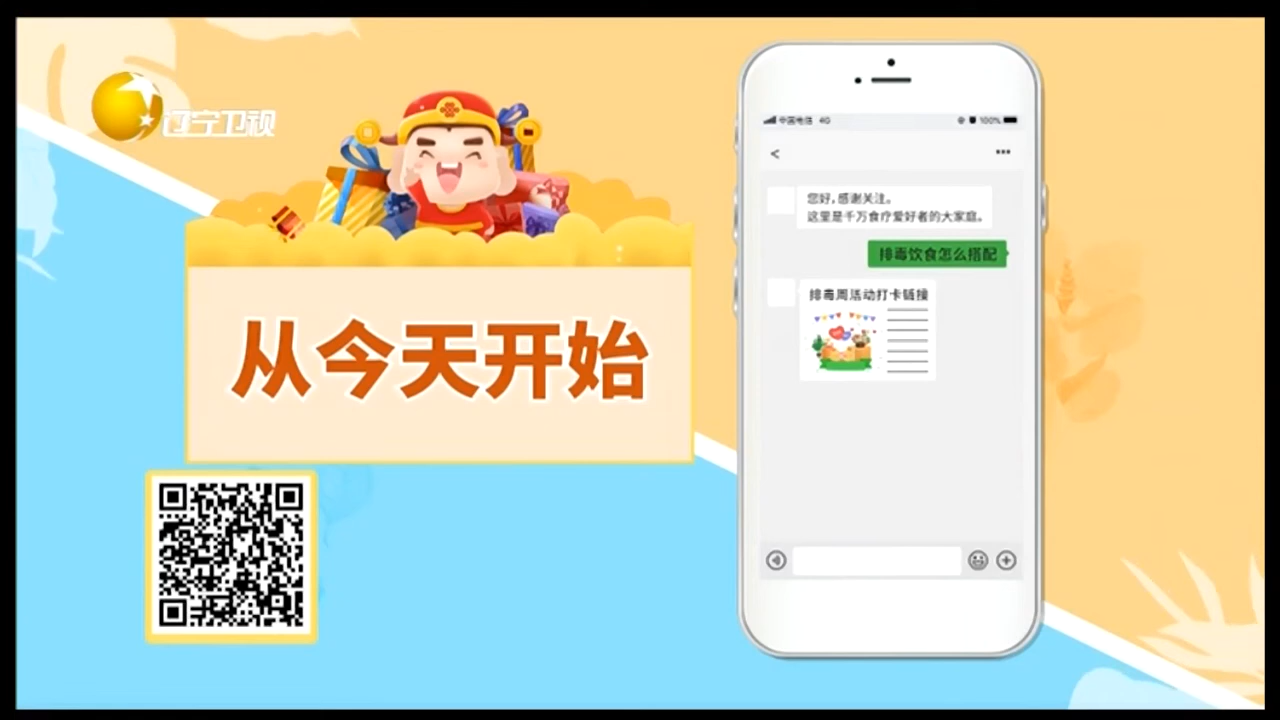 辽宁卫视
从今天开始
中国电信 4G
100%
您好,感谢关注。
这里是千万食疗爱好者的大家庭。
排毒饮食怎么搭配
排毒周活动打卡链接